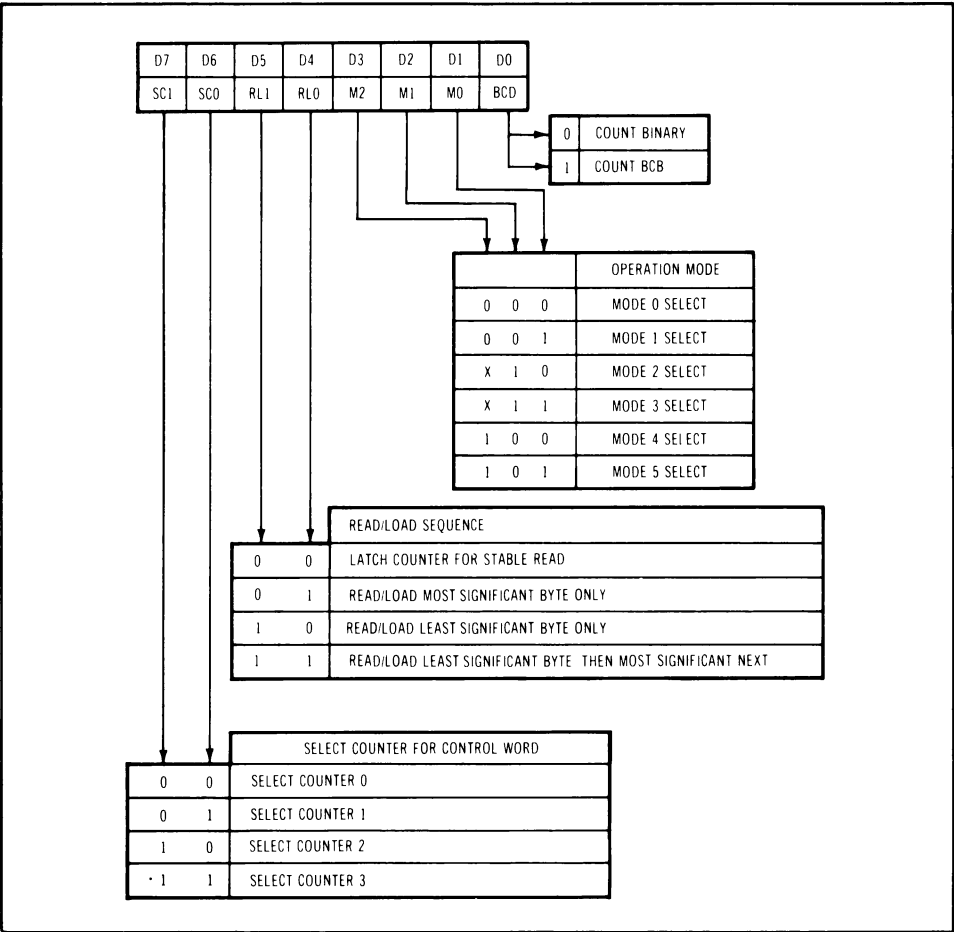 D7 D6 D5 D4 D3 D2 D1 D0
SC1 SC0 RL1 RL0 M2 M1 M0 BCD
0 COUNT BINARY
1 COUNT BCB
OPERATION MODE
0 0 0 MODE 0 SELECT
0 0 1 MODE 1 SELECT
X 1 0 MODE 2 SELECT
X 1 1 MODE 3 SELECT
1 0 0 MODE 4 SELECT
1 0 1 MODE 5 SELECT
READ/LOAD SEQUENCE
0 0 LATCH COUNTER FOR STABLE READ
0 1 READ/LOAD MOST SIGNIFICANT BYTE ONLY
1 0 READ/LOAD LEAST SIGNIFICANT BYTE ONLY
1 1 READ/LOAD LEAST SIGNIFICANT BYTE THEN MOST SIGNIFICANT NEXT
SELECT COUNTER FOR CONTROL WORD
0 0 SELECT COUNTER 0
0 1 SELECT COUNTER 1
1 0 SELECT COUNTER 2
1 1 SELECT COUNTER 3